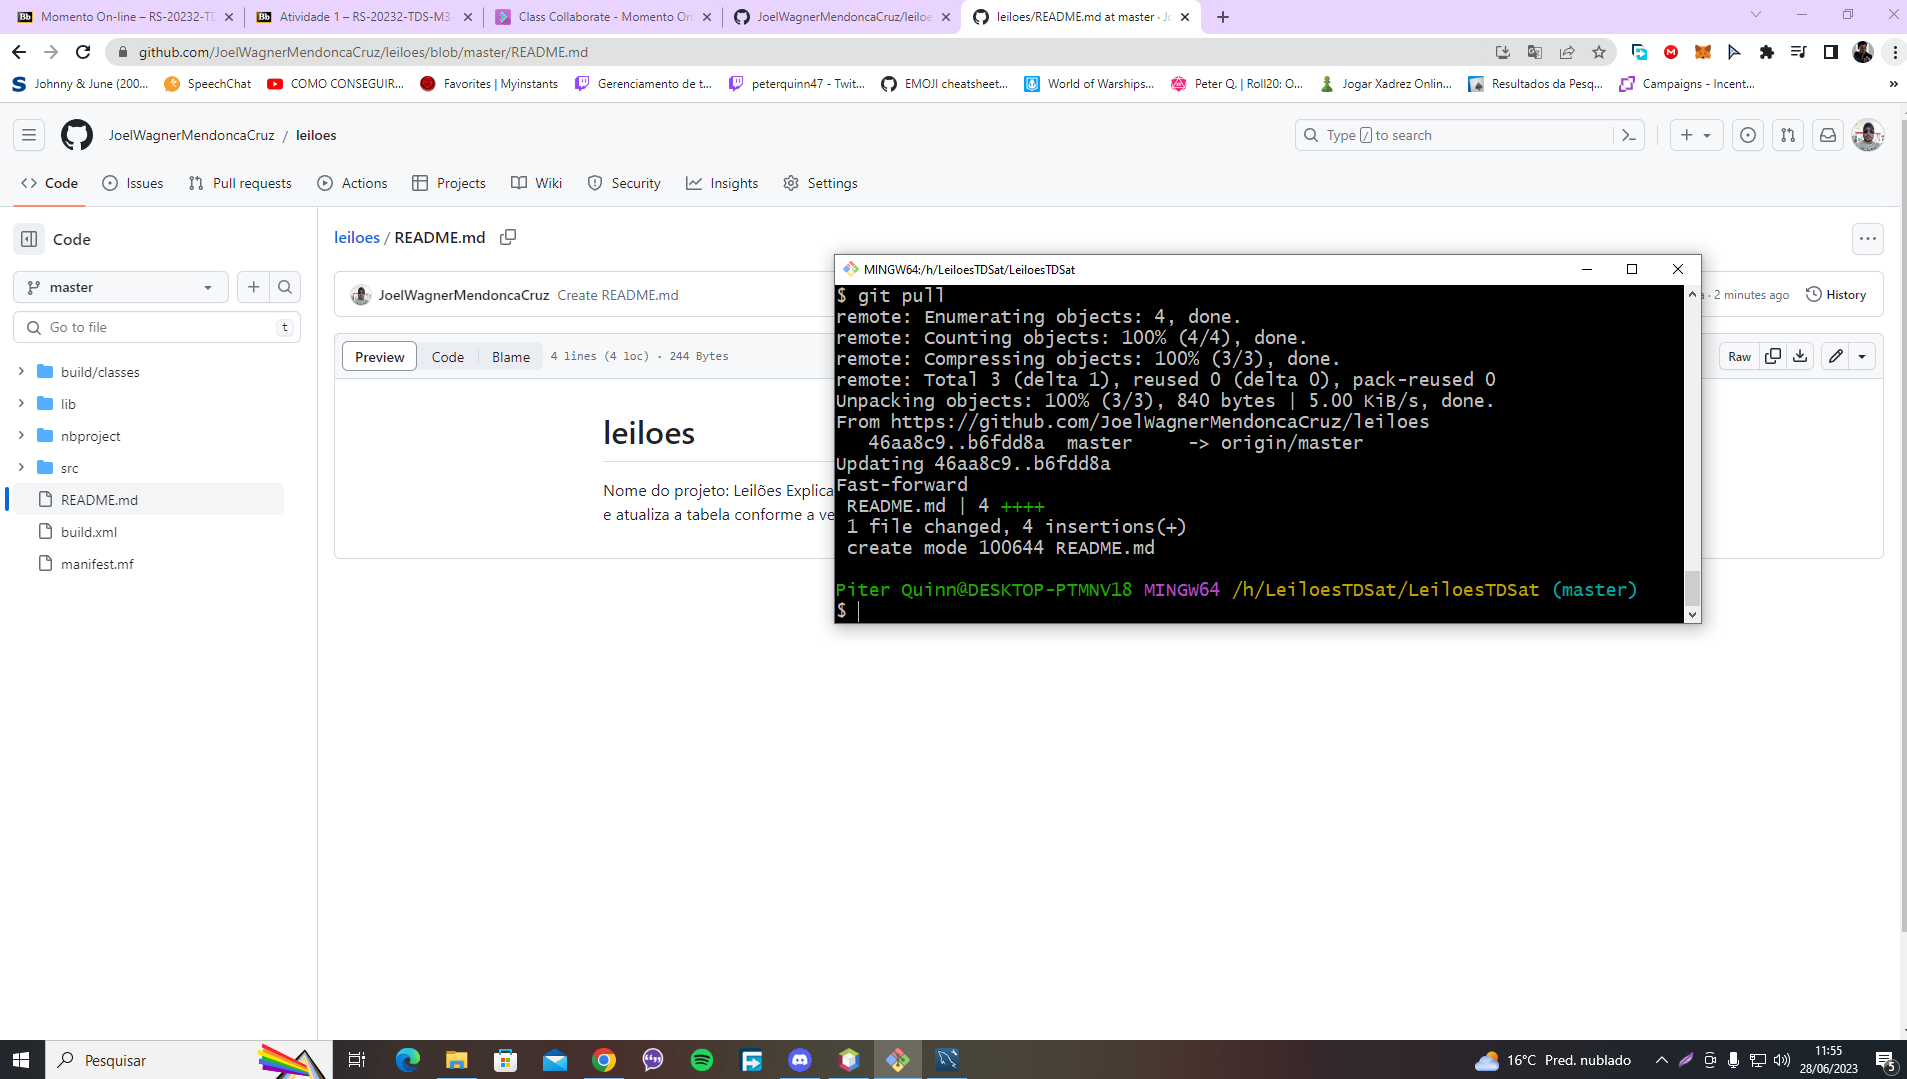 Momento On-line – RS-20232-TD
Atividade 1 – RS-20232-TDS-M3-
Class Collaborate - Momento On
JoelWagnerMendoncaCruz/leiloe
leiloes/README.md at master · Jo
github.com/JoelWagnerMendoncaCruz/leiloes/blob/master/README.md
Johnny & June (200...
SpeechChat
COMO CONSEGUIR...
Favorites | Myinstants
Gerenciamento de t...
peterquinn47 - Twit...
EMOJI cheatsheet...
World of Warships...
Peter Q. | Roll20: O...
Jogar Xadrez Onlin...
Resultados da Pesq...
Campaigns - Incent...
»
JoelWagnerMendoncaCruz / leiloes
Type / to search
Code
Issues
Pull requests
Actions
Projects
Wiki
Security
Insights
Settings
Code
master
Go to file
t
build/classes
lib
nbproject
src
README.md
build.xml
manifest.mf
leiloes / README.md
JoelWagnerMendoncaCruz Create README.md
a · 2 minutes ago
History
Preview
Code
Blame
4 lines (4 loc) · 244 Bytes
Raw
leiloes
Nome do projeto: Leilões Explica
e atualiza a tabela conforme a ve
MINGW64:/h/LeiloesTDSat/LeiloesTDSat
$ git pull
remote: Enumerating objects: 4, done.
remote: Counting objects: 100% (4/4), done.
remote: Compressing objects: 100% (3/3), done.
remote: Total 3 (delta 1), reused 0 (delta 0), pack-reused 0
Unpacking objects: 100% (3/3), 840 bytes | 5.00 KiB/s, done.
From https://github.com/JoelWagnerMendoncaCruz/leiloes
46aa8c9..b6fdd8a master -> origin/master
Updating 46aa8c9..b6fdd8a
Fast-forward
README.md | 4 ++++
1 file changed, 4 insertions(+)
create mode 100644 README.md
Piter Quinn@DESKTOP-PTMNV18 MINGW64 /h/LeiloesTDSat/LeiloesTDSat (master)
$
Pesquisar
16°C Pred. nublado
11:55
28/06/2023
5